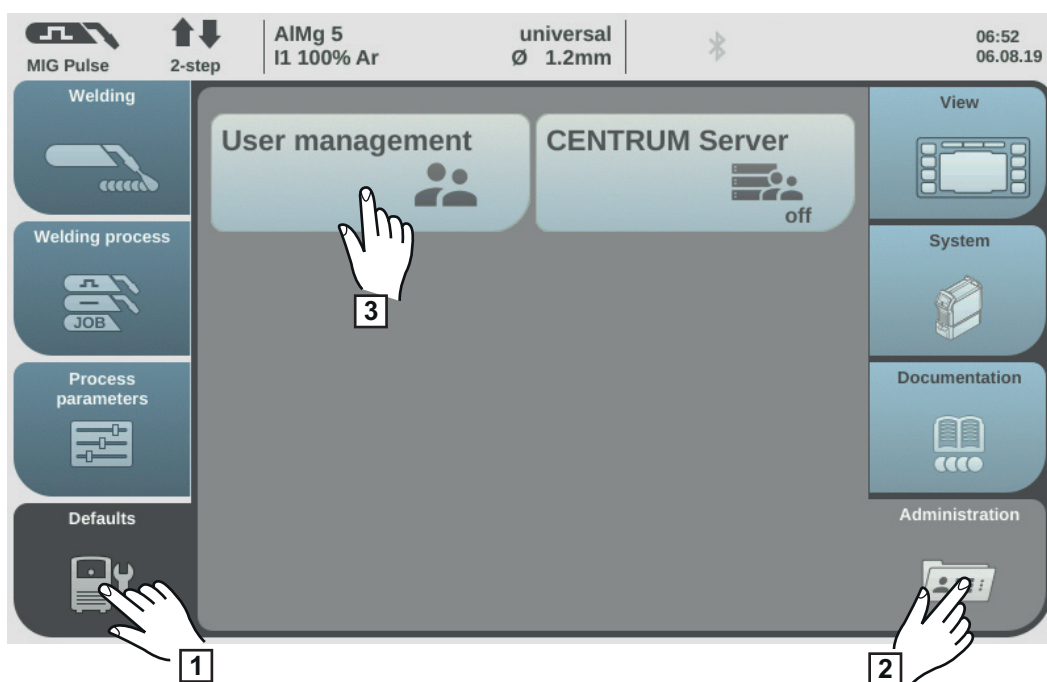 MIG Pulse
2-step
AlMg 5
I1 100% Ar
universal
Ø 1.2mm
06:52
06.08.19
Welding
Welding process
JOB
Process
parameters
Defaults
User management
CENTRUM Server
off
View
System
Documentation
Administration
3
1
2